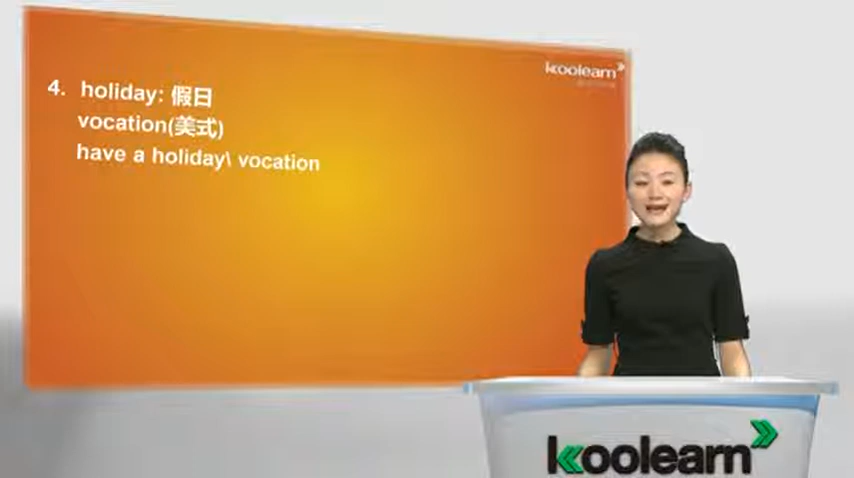 koolearn
4. holiday: 假日
vocation(美式)
have a holiday\ vocation
koolearn